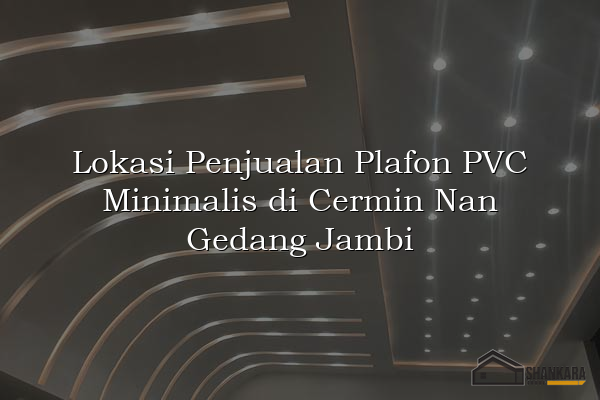 Lokasi Penjualan Plafon PVC
Minimalis di Cermin Nan
Gedang Jambi
SHANKARA